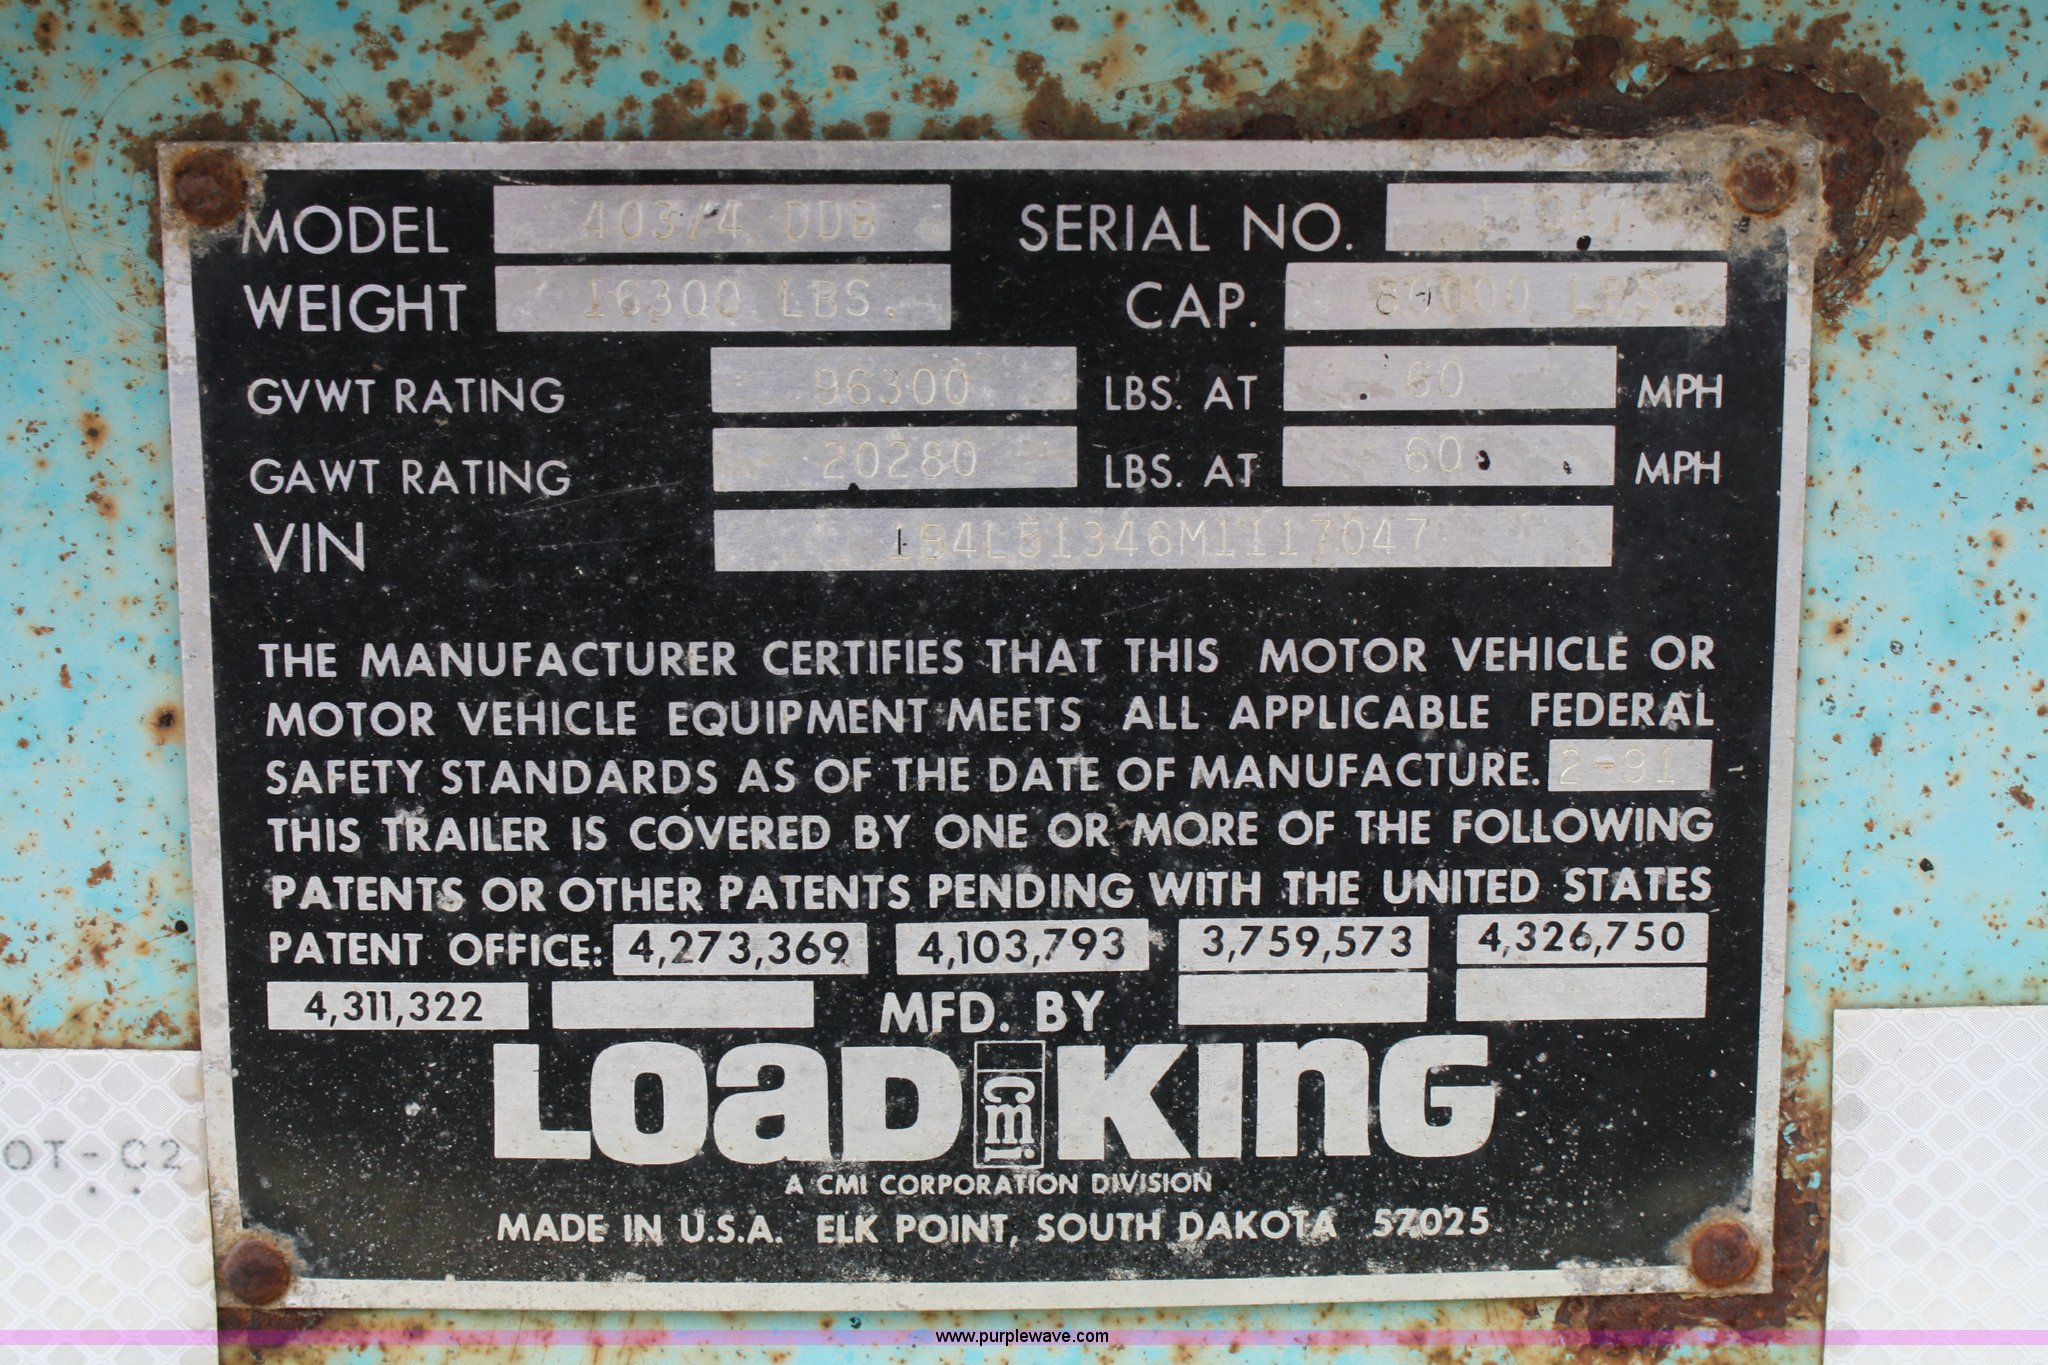 MODEL 403/4 DDB SERIAL NO. 17047
WEIGHT 16300 LBS. CAP. 80000 LBS.
GVWT RATING 96300 LBS. AT 60 MPH
GAWT RATING 20280 LBS. AT 60 MPH
VIN 1B4L51346M1117047
THE MANUFACTURER CERTIFIES THAT THIS MOTOR VEHICLE OR
MOTOR VEHICLE EQUIPMENT MEETS ALL APPLICABLE FEDERAL
SAFETY STANDARDS AS OF THE DATE OF MANUFACTURE. 2-91
THIS TRAILER IS COVERED BY ONE OR MORE OF THE FOLLOWING
PATENTS OR OTHER PATENTS PENDING WITH THE UNITED STATES
PATENT OFFICE: 4,273,369 4,103,793 3,759,573 4,326,750
4,311,322 MFD. BY
LOAD cmi KING
A CMI CORPORATION DIVISION
MADE IN U.S.A. ELK POINT, SOUTH DAKOTA 57025
OT-C2
www.purplewave.com